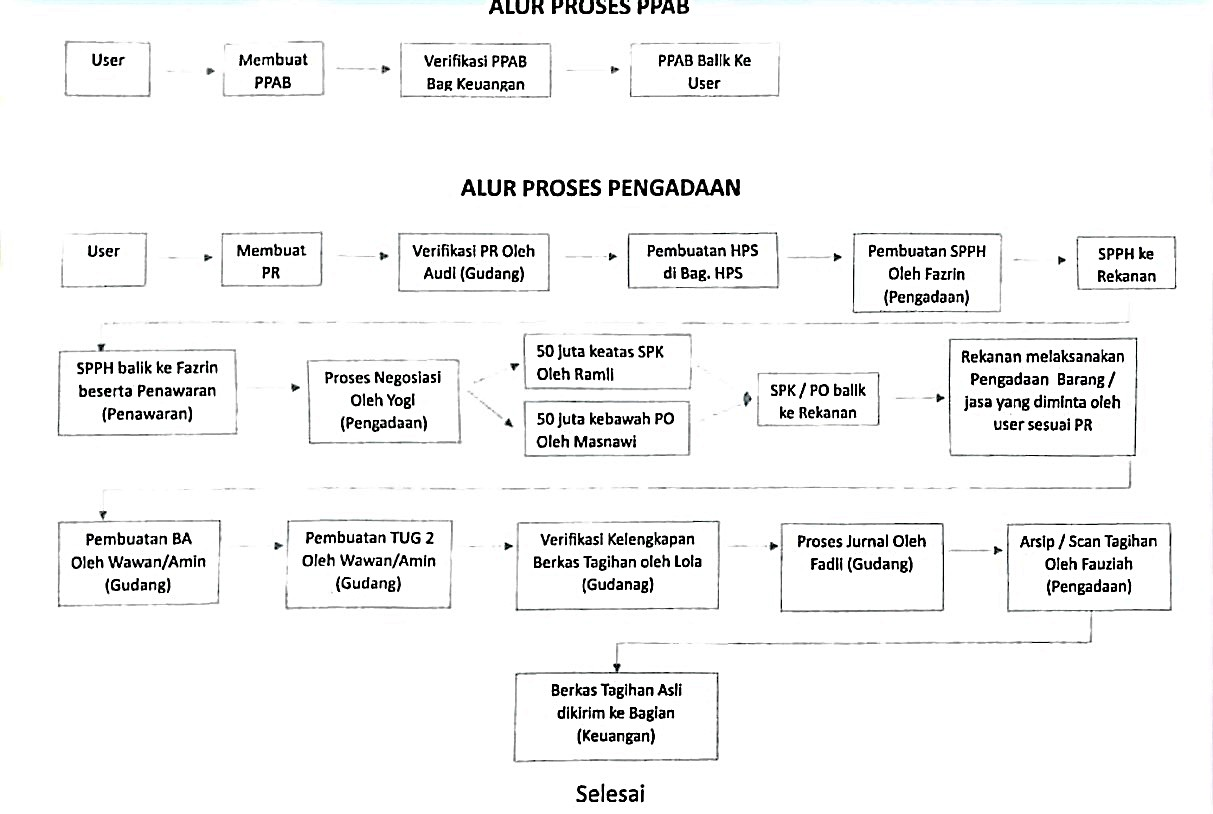 ALUR PROSES PPAB
User
Membuat
PPAB
Verifikasi PPAB
Bag Keuangan
PPAB Balik Ke
User
ALUR PROSES PENGADAAN
User
Membuat
PR
Verifikasi PR Oleh
Audi (Gudang)
Pembuatan HPS
di Bag. HPS
Pembuatan SPPH
Oleh Fazrin
(Pengadaan)
SPPH ke
Rekanan
SPPH balik ke Fazrin
beserta Penawaran
(Penawaran)
Proses Negosiasi
Oleh Yogi
(Pengadaan)
50 Juta keatas SPK
Oleh Ramli
50 juta kebawah PO
Oleh Masnawi
SPK / PO balik
ke Rekanan
Rekanan melaksanakan
Pengadaan Barang /
jasa yang diminta oleh
user sesuai PR
Pembuatan BA
Oleh Wawan/Amin
(Gudang)
Pembuatan TUG 2
Oleh Wawan/Amin
(Gudang)
Verifikasi Kelengkapan
Berkas Tagihan oleh Lola
(Gudanag)
Proses Jurnal Oleh
Fadli (Gudang)
Arsip / Scan Tagihan
Oleh Fauziah
(Pengadaan)
Berkas Tagihan Asli
dikirim ke Bagian
(Keuangan)
Selesai